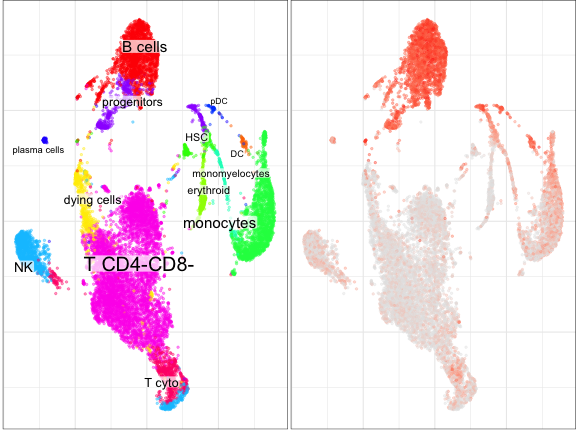 B cells
progenitors
pDC
HSC
plasma cells
DC
monomyelocytes
erythroid
dying cells
monocytes
T CD4-CD8-
NK
T cyto